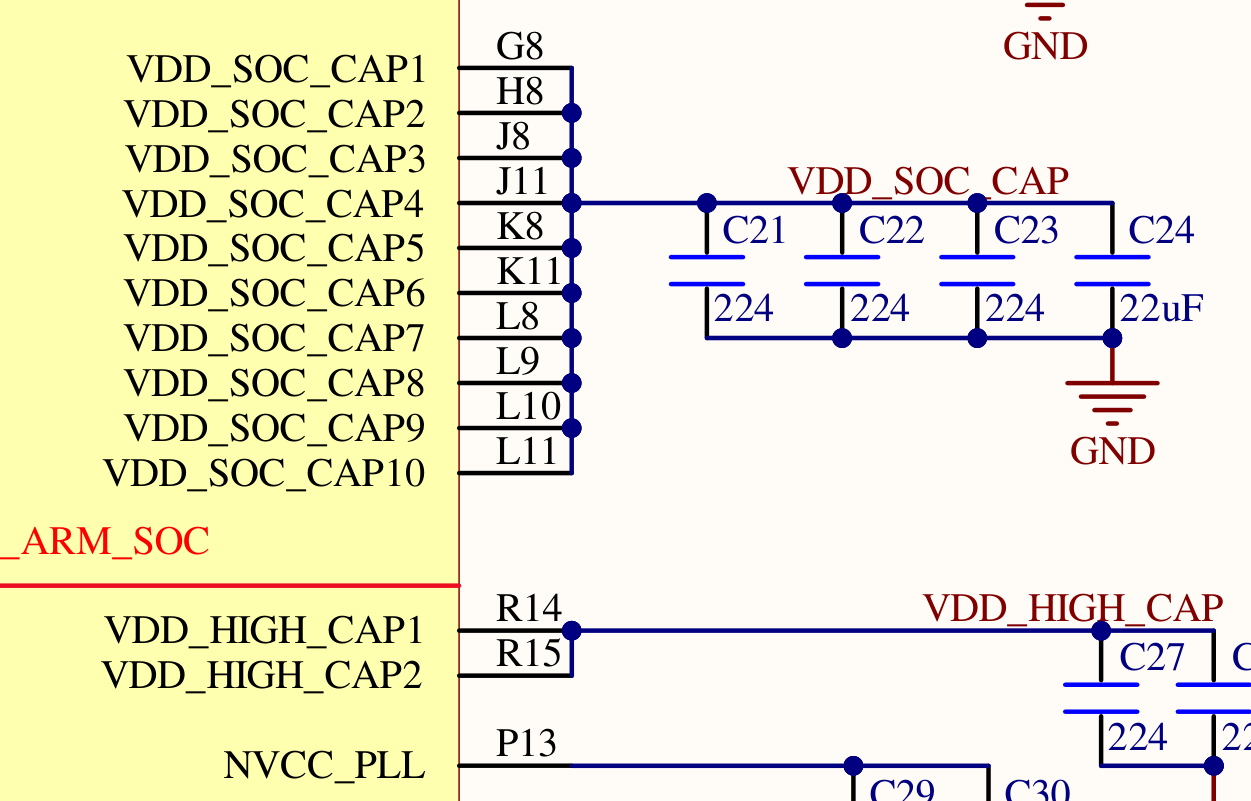 GND
VDD_SOC_CAP1 G8
VDD_SOC_CAP2 H8
VDD_SOC_CAP3 J8
VDD_SOC_CAP4 J11
VDD_SOC_CAP
VDD_SOC_CAP5 K8
C21 C22 C23 C24
VDD_SOC_CAP6 K11
224 224 224 22uF
VDD_SOC_CAP7 L8
VDD_SOC_CAP8 L9
VDD_SOC_CAP9 L10
VDD_SOC_CAP10 L11
GND
_ARM_SOC
VDD_HIGH_CAP1 R14
VDD_HIGH_CAP
VDD_HIGH_CAP2 R15
C27 C
224 22
NVCC_PLL P13
C29 C30